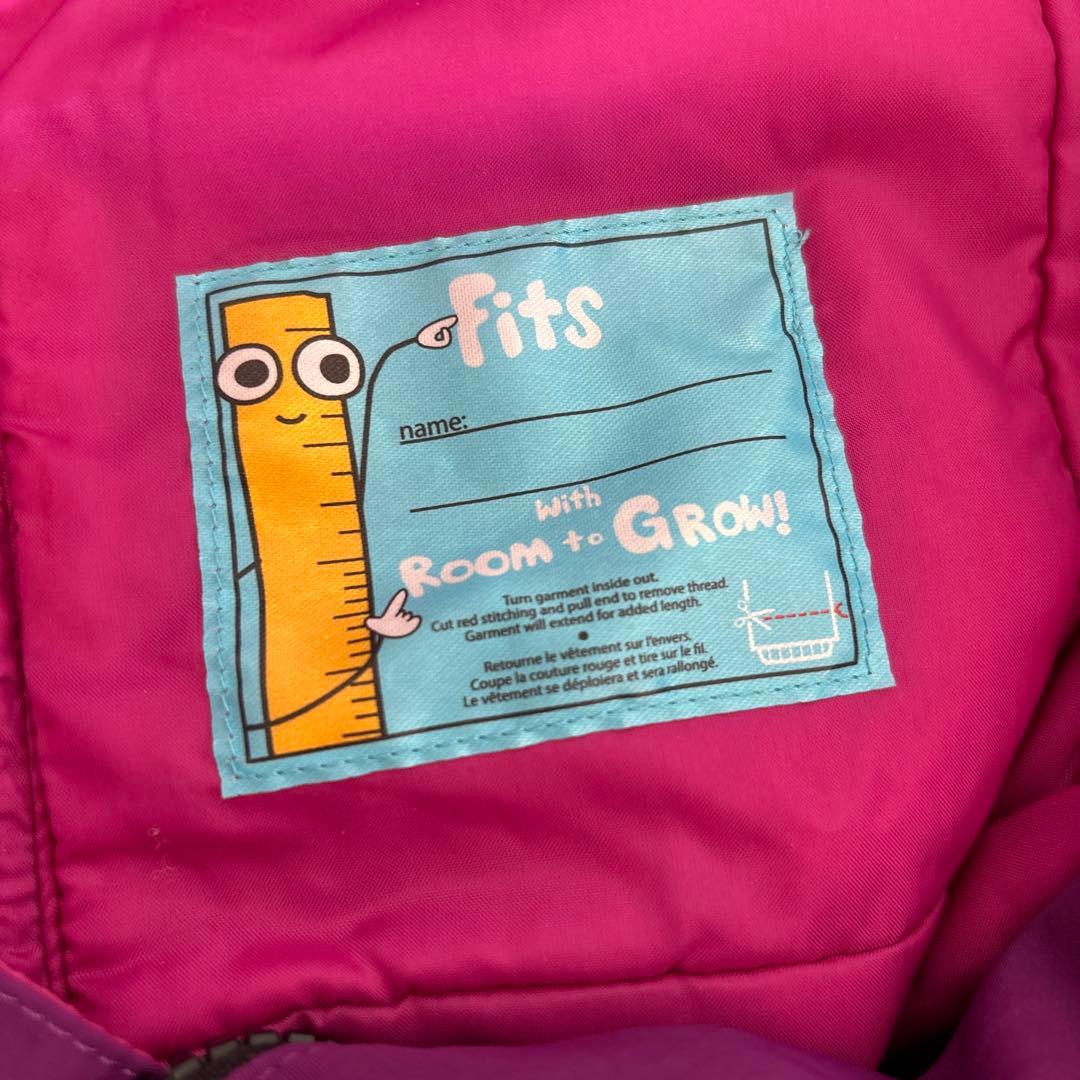 fits
name:
with
Room to GROW!
Turn garment inside out.
Cut red stitching and pull end to remove thread.
Garment will extend for added length.
•
Retourne le vêtement sur l'envers.
Coupe la couture rouge et tire sur le fil.
Le vêtement se déploiera et sera rallongé.